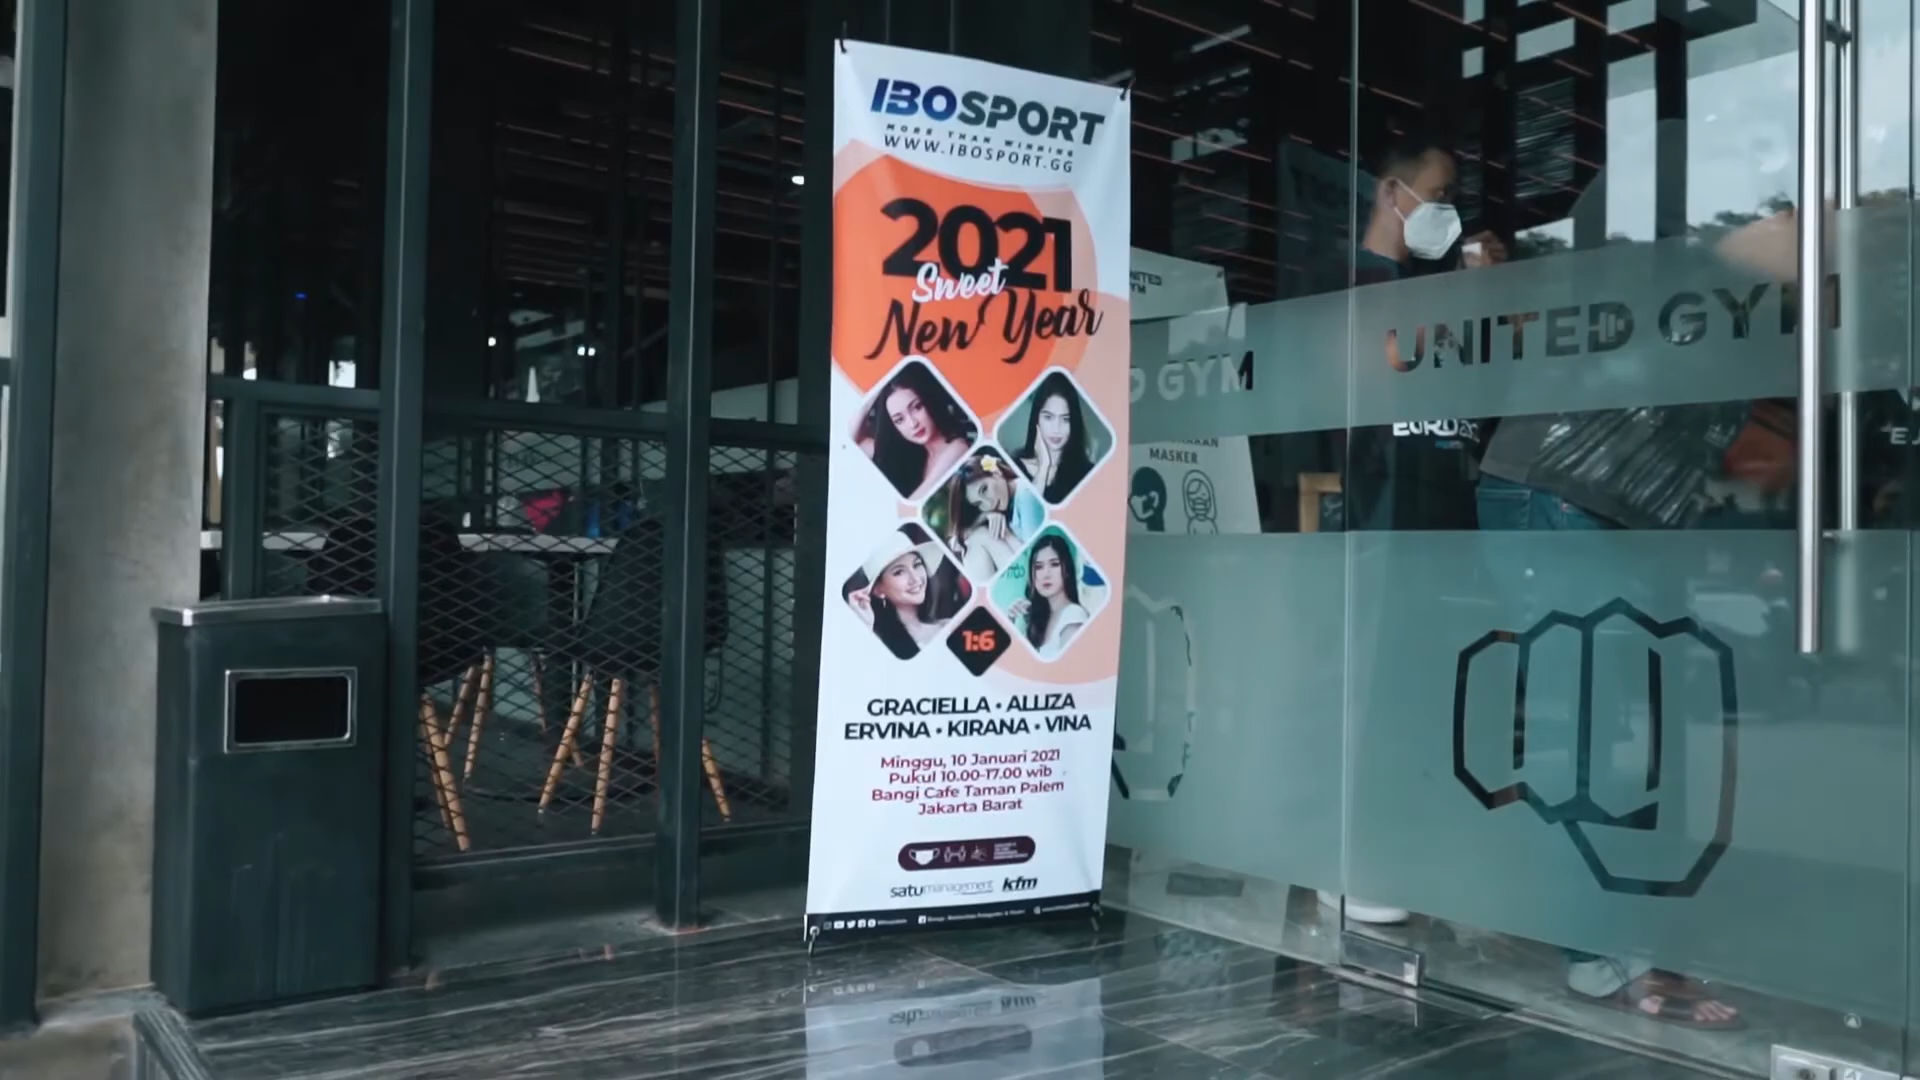 IBOSPORT
MORE THAN WINNING
WWW.IBOSPORT.GG
2021
Sweet
New Year
1:6
GRACIELLA • ALLIZA
ERVINA • KIRANA • VINA
Minggu, 10 Januari 2021
Pukul 10.00-17.00 wib
Bangi Cafe Taman Palem
Jakarta Barat
satumanagement kfm
UNITED
GYM
D GYM
MASKER
UNITED GYM